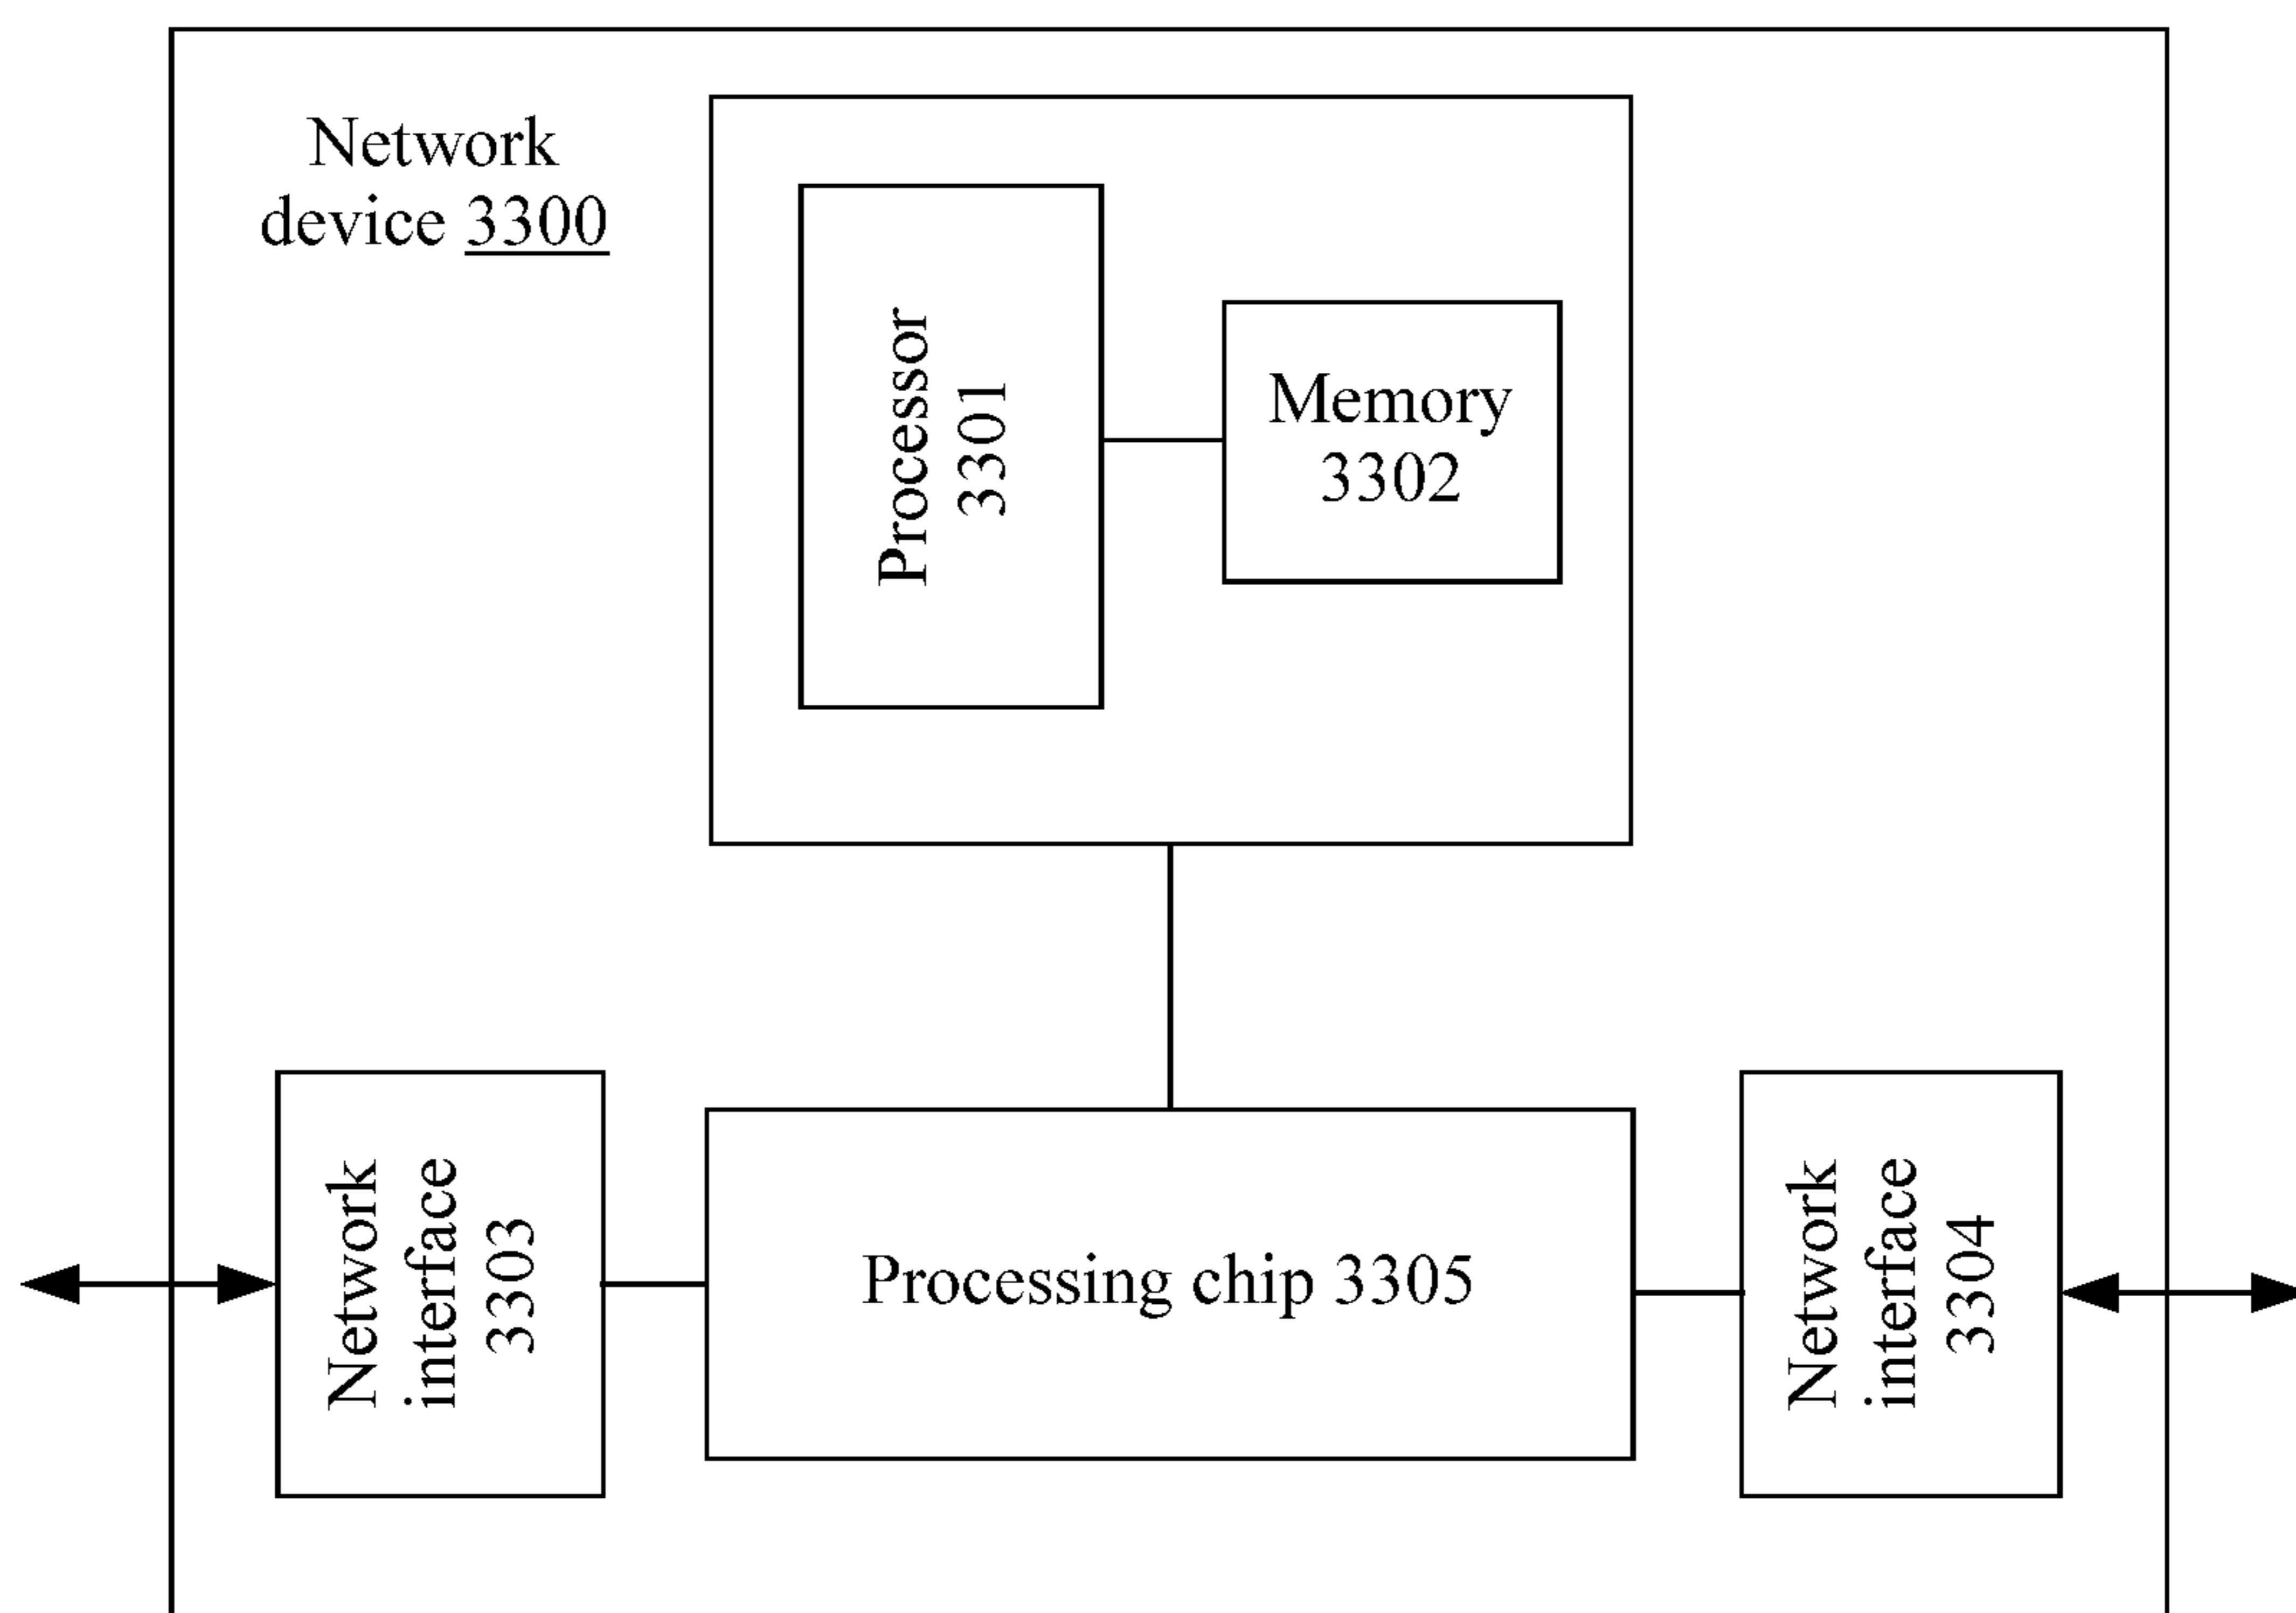 Network
device 3300
Processor
3301
Memory
3302
Network
interface
3303
Processing chip 3305
Network
interface
3304